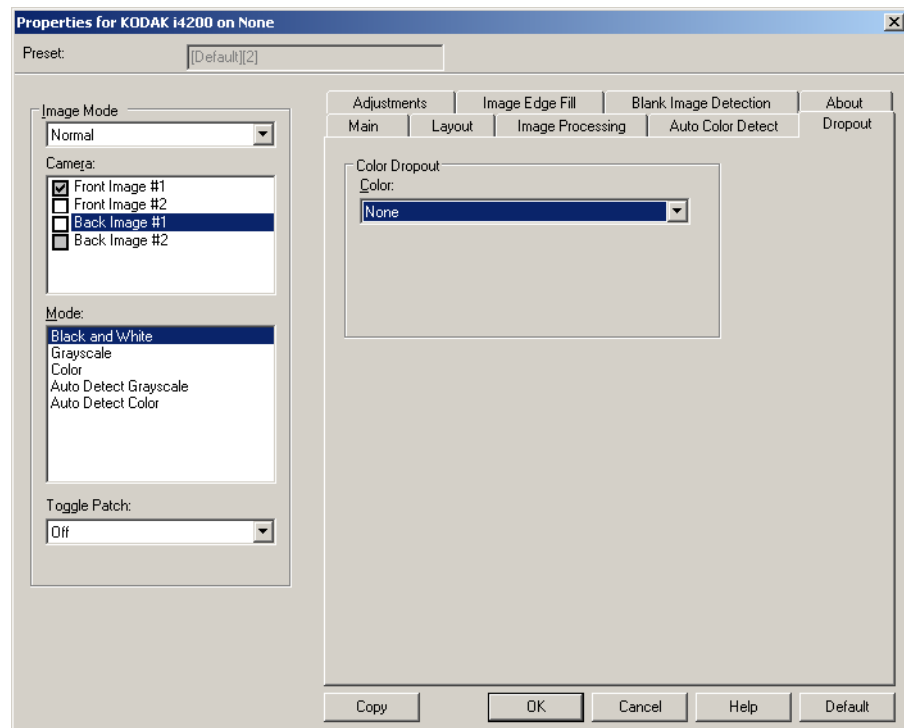 Properties for KODAK i4200 on None
Preset:
[Default][2]
Image Mode
Normal
Camera:
Front Image #1
Front Image #2
Back Image #1
Back Image #2
Mode:
Black and White
Grayscale
Color
Auto Detect Grayscale
Auto Detect Color
Toggle Patch:
Off
Adjustments
Image Edge Fill
Blank Image Detection
About
Main
Layout
Image Processing
Auto Color Detect
Dropout
Color Dropout
Color:
None
Copy
OK
Cancel
Help
Default